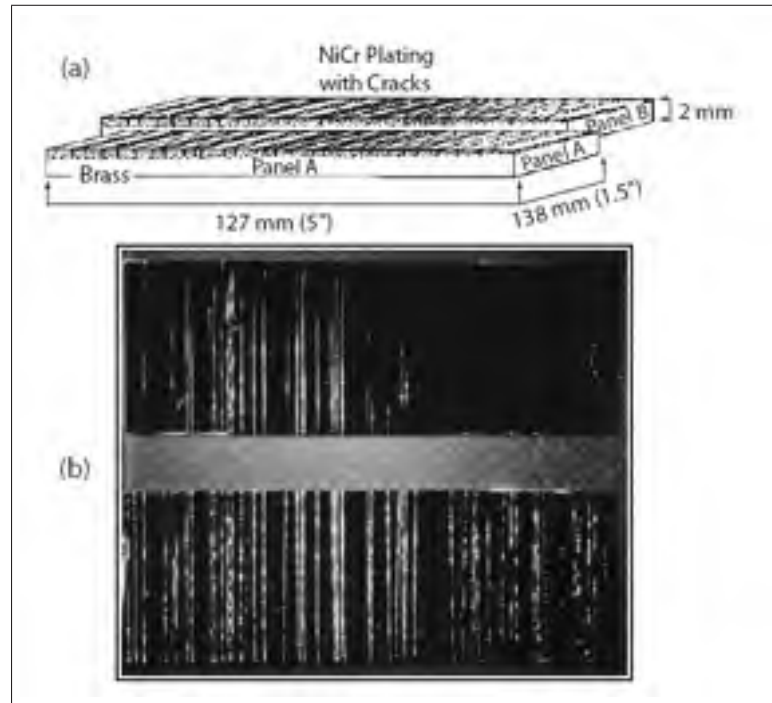 (a)
NiCr Plating
with Cracks
2 mm
Panel B
Panel A
Panel A
Brass
127 mm (5")
138 mm (1.5")
(b)